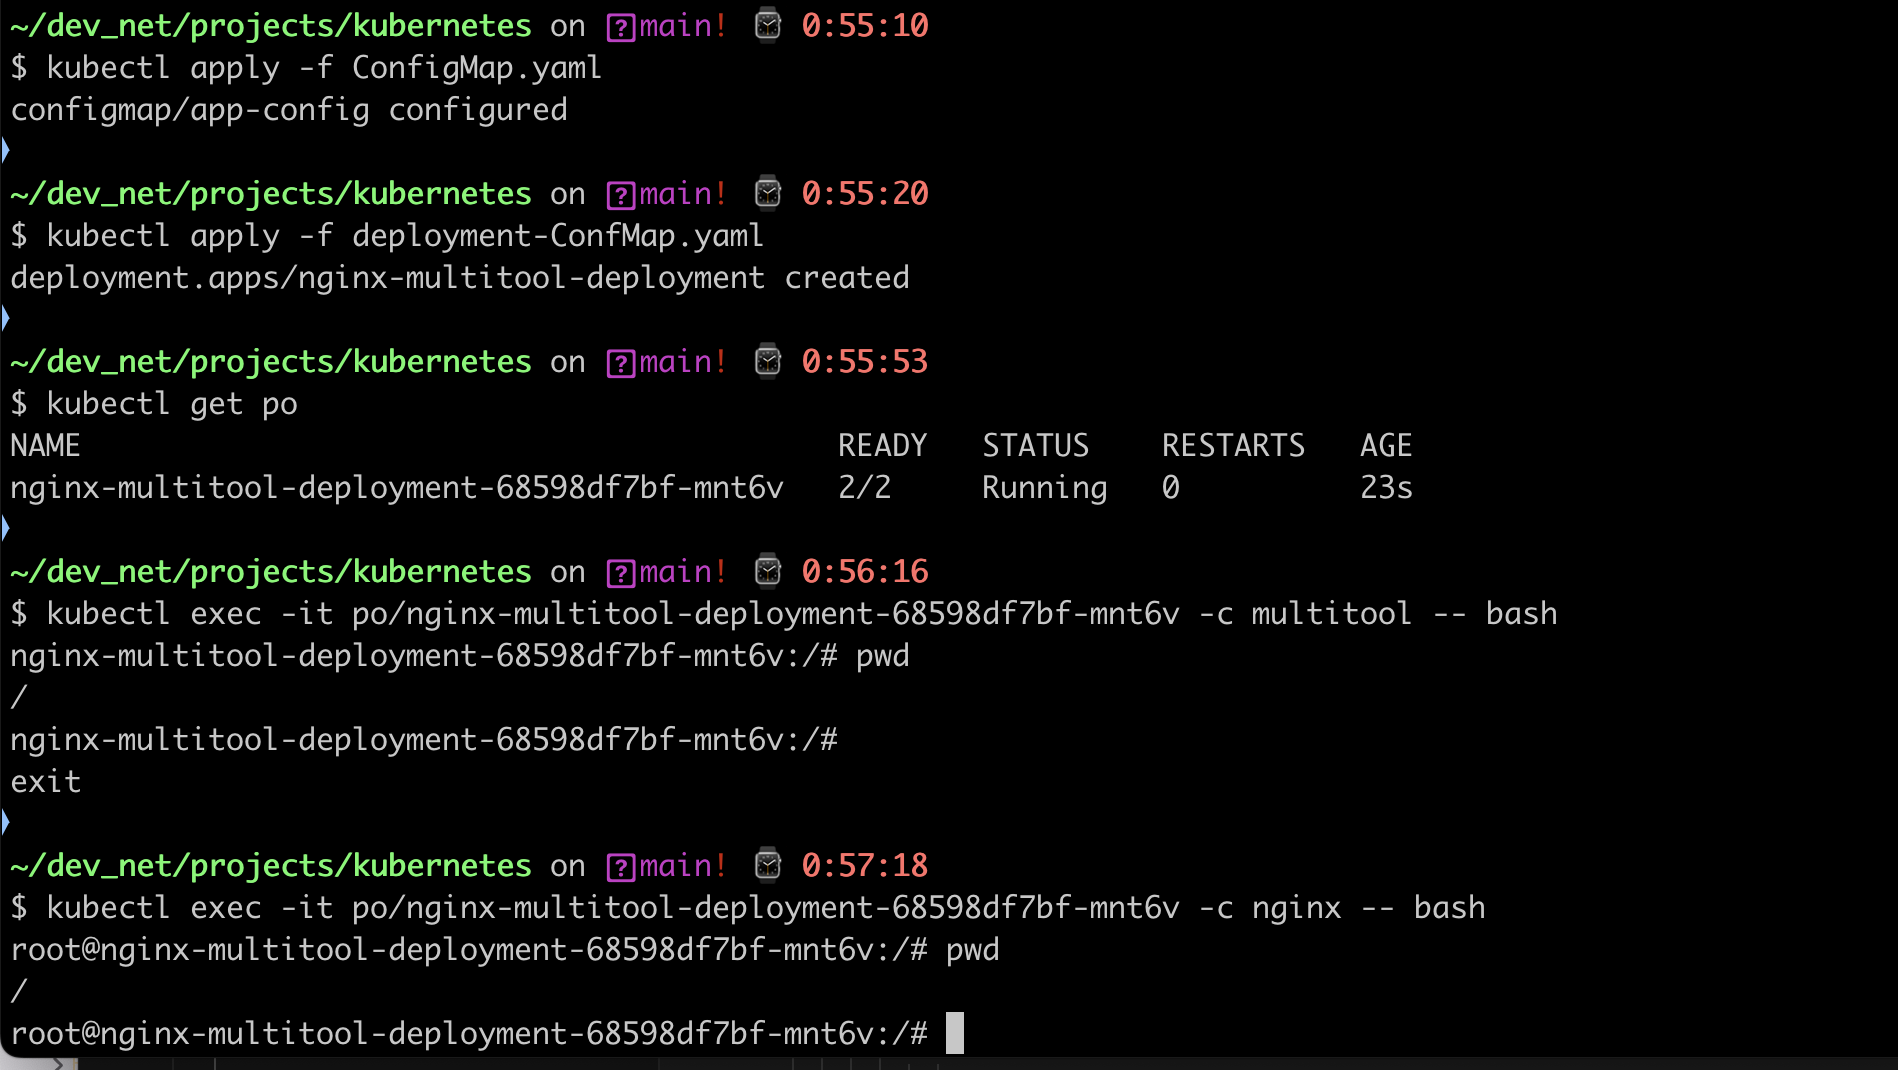 ~/dev_net/projects/kubernetes on ?main! ⌚ 0:55:10
$ kubectl apply -f ConfigMap.yaml
configmap/app-config configured
~/dev_net/projects/kubernetes on ?main! ⌚ 0:55:20
$ kubectl apply -f deployment-ConfMap.yaml
deployment.apps/nginx-multitool-deployment created
~/dev_net/projects/kubernetes on ?main! ⌚ 0:55:53
$ kubectl get po
NAME READY STATUS RESTARTS AGE
nginx-multitool-deployment-68598df7bf-mnt6v 2/2 Running 0 23s
~/dev_net/projects/kubernetes on ?main! ⌚ 0:56:16
$ kubectl exec -it po/nginx-multitool-deployment-68598df7bf-mnt6v -c multitool -- bash
nginx-multitool-deployment-68598df7bf-mnt6v:/# pwd
/
nginx-multitool-deployment-68598df7bf-mnt6v:/#
exit
~/dev_net/projects/kubernetes on ?main! ⌚ 0:57:18
$ kubectl exec -it po/nginx-multitool-deployment-68598df7bf-mnt6v -c nginx -- bash
root@nginx-multitool-deployment-68598df7bf-mnt6v:/# pwd
/
root@nginx-multitool-deployment-68598df7bf-mnt6v:/#